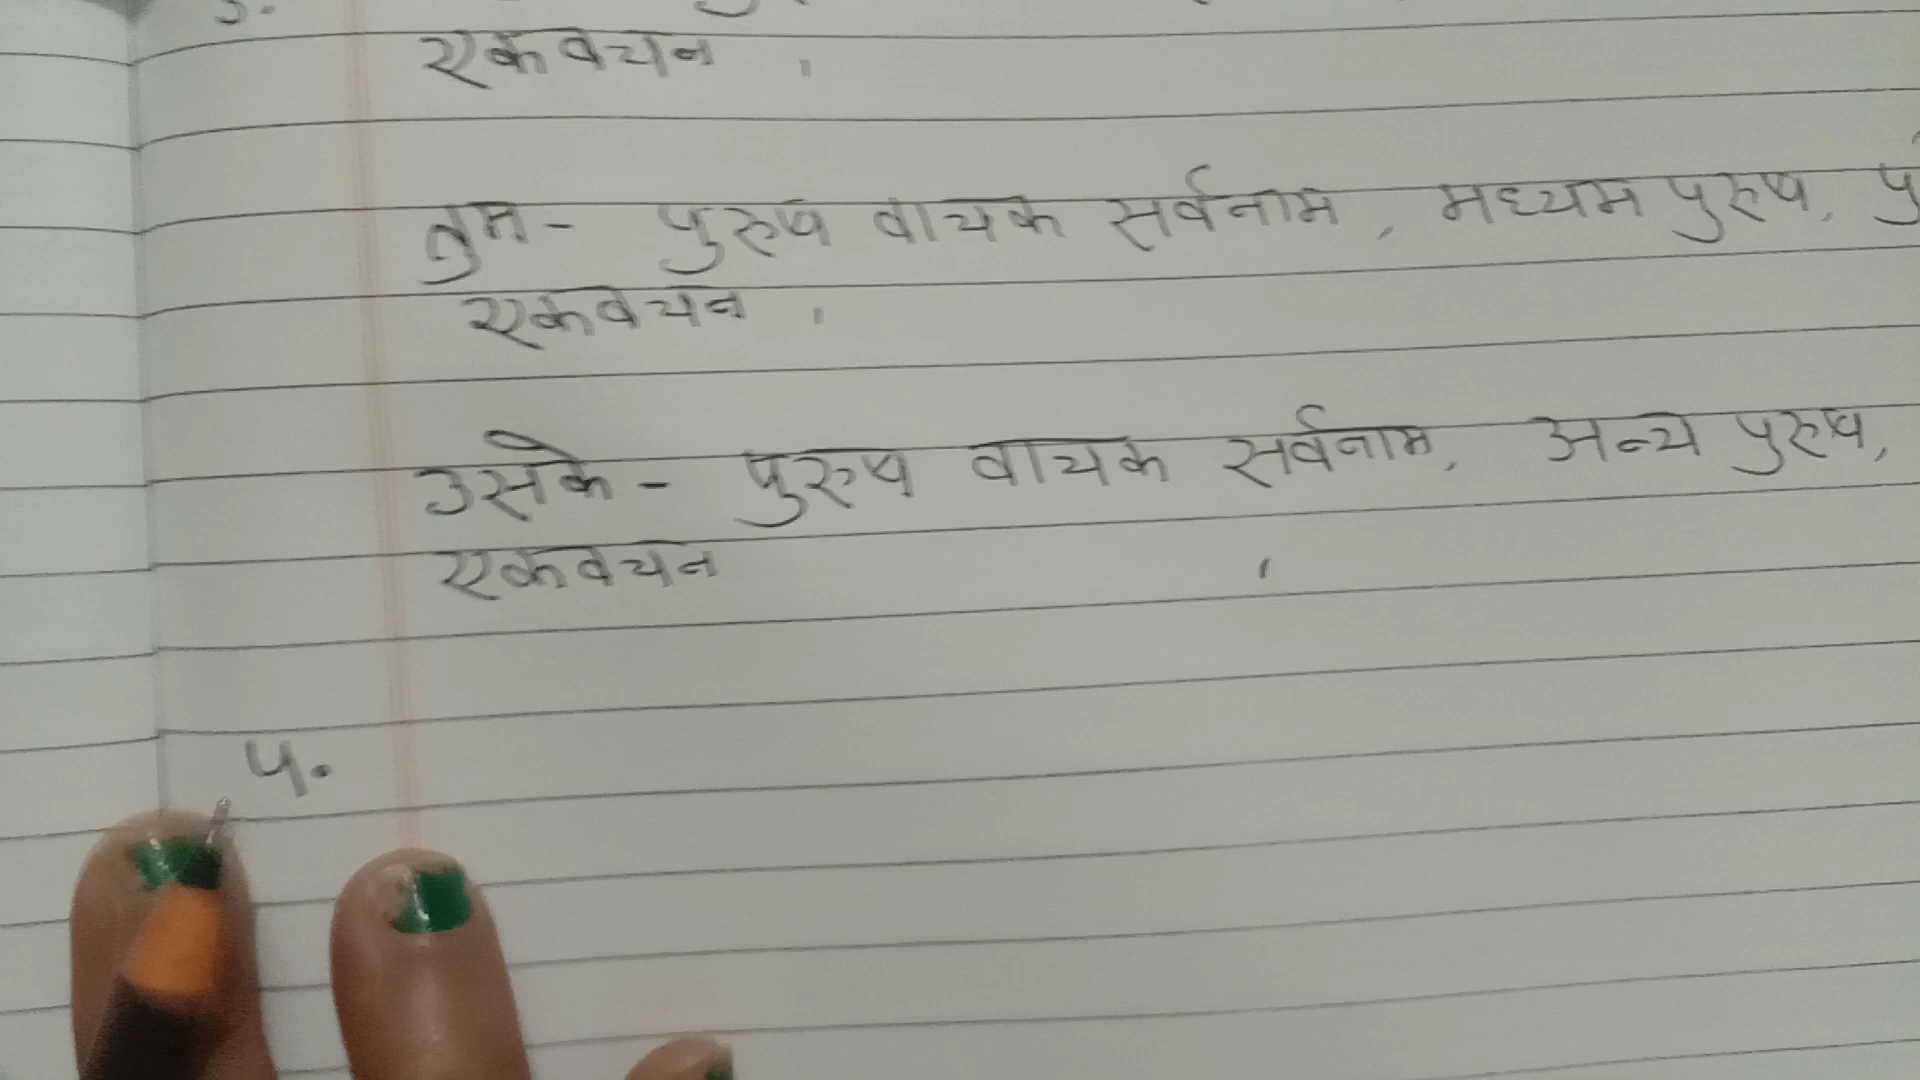 एकवचन ,
तुम - पुरुष वाचक सर्वनाम, मध्यम पुरुष,
एकवचन ,
उसके - पुरुष वाचक सर्वनाम, अन्य पुरुष,
एकवचन ,
५.